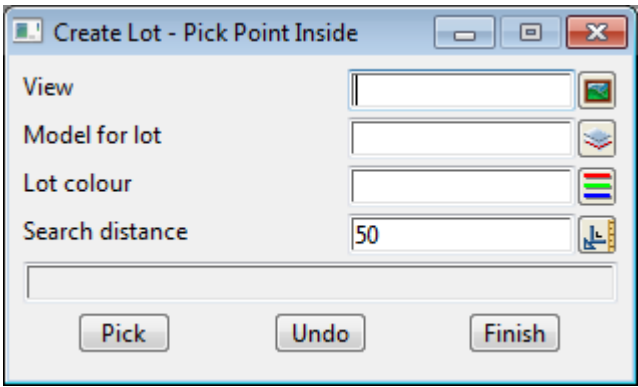 Create Lot - Pick Point Inside
View
Model for lot
Lot colour
Search distance 50
Pick Undo Finish